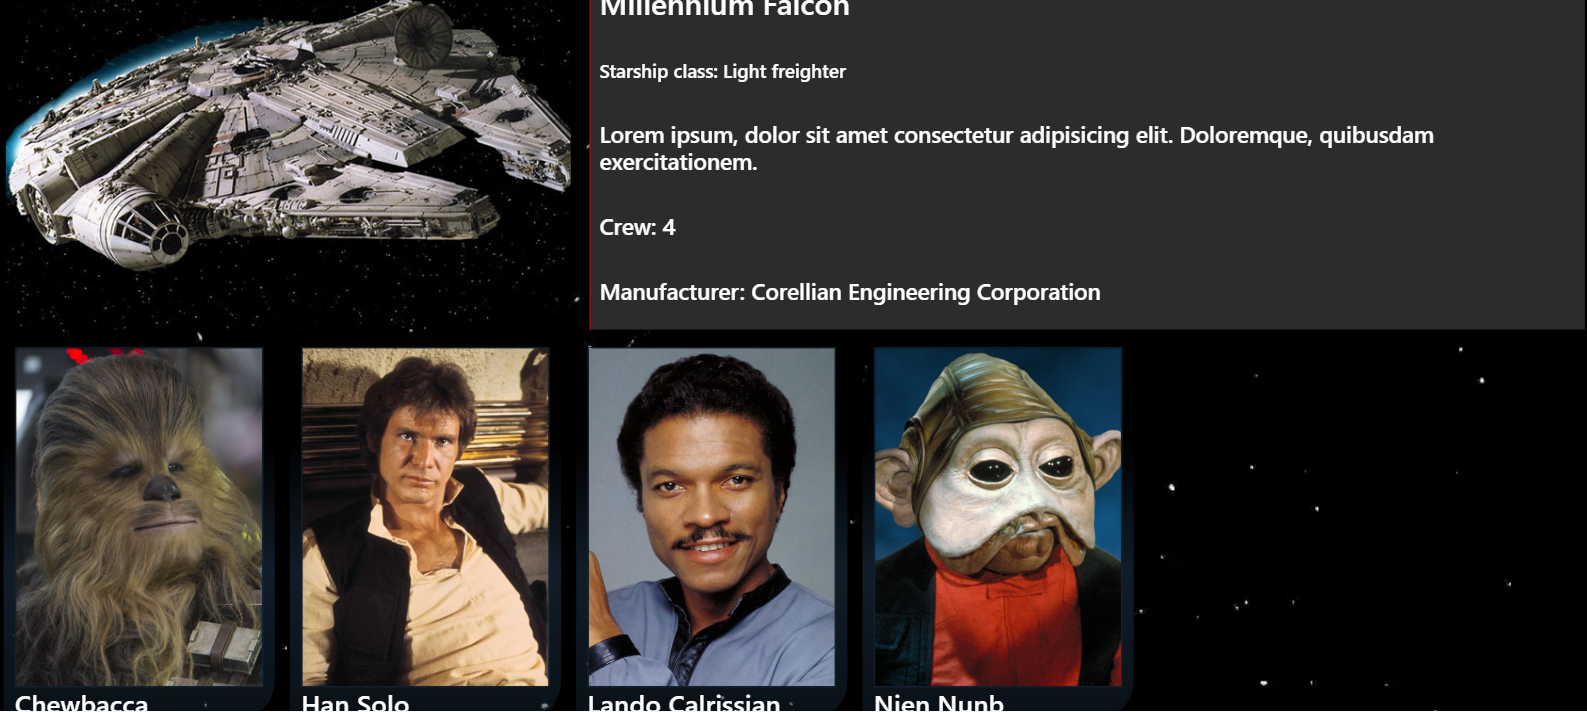 Millennium Falcon
Starship class: Light freighter
Lorem ipsum, dolor sit amet consectetur adipisicing elit. Doloremque, quibusdam
exercitationem.
Crew: 4
Manufacturer: Corellian Engineering Corporation
Chewbacca
Han Solo
Lando Calrissian
Nien Nunb